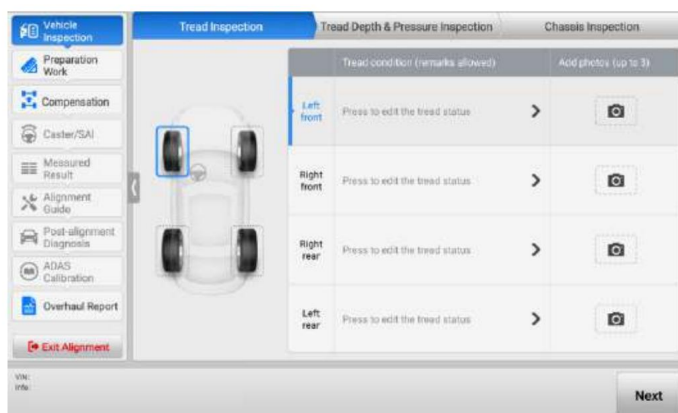 Vehicle
Inspection
Preparation
Work
Compensation
Caster/SAI
Measured
Result
Alignment
Guide
Post-alignment
Diagnosis
ADAS
Calibration
Overhaul Report
Exit Alignment
Tread Inspection
Tread Depth & Pressure Inspection
Chassis Inspection
Tread condition (remarks allowed)
Add photos (up to 3)
Left
front
Press to edit the tread status
Right
front
Press to edit the tread status
Right
rear
Press to edit the tread status
Left
rear
Press to edit the tread status
VIN:
Info:
Next